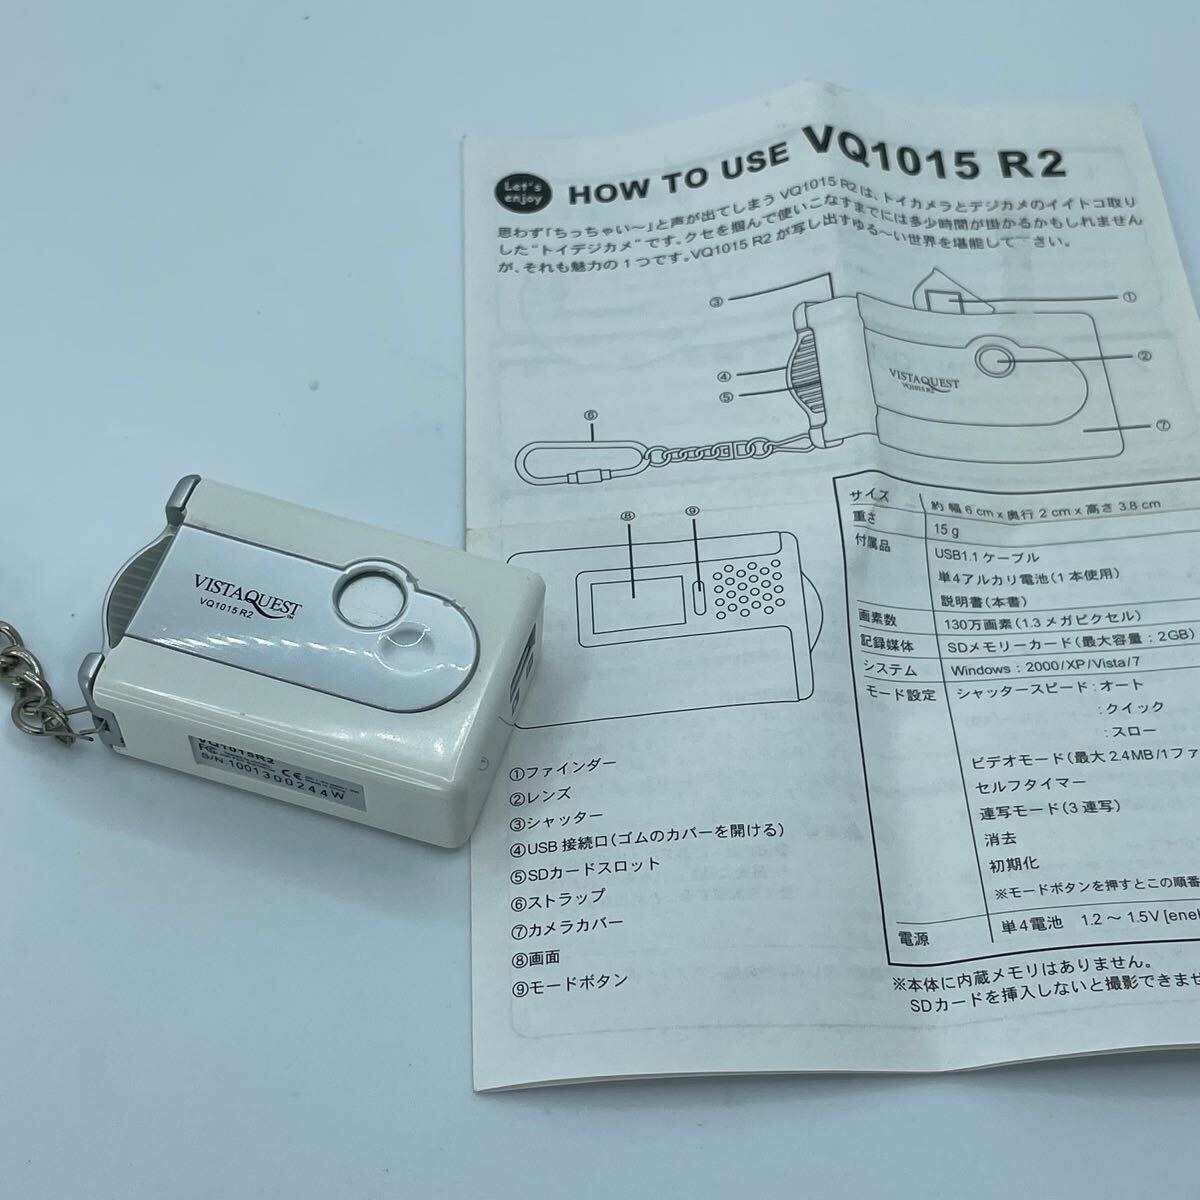 Let's
enjoy
HOW TO USE VQ1015 R2
思わず「ちっちゃい〜」と声が出てしまう VQ1015 R2は、トイカメラとデジカメのイイトコ取り
した"トイデジカメ"です。クセを掴んで使いこなすまでには多少時間が掛かるかもしれません
が、それも魅力の1つです。VQ1015 R2が写し出すゆる〜い世界を堪能して さい。
③
①
④
⑤
②
⑥
⑦
VISTAQUEST
VQ1015 R2
⑧
⑨
サイズ 約 幅 6 cm x 奥行 2 cm x 高さ 3.8 cm
重さ 15 g
付属品 USB1.1 ケーブル
単4アルカリ電池(1本使用)
説明書(本書)
画素数 130万画素(1.3 メガピクセル)
記録媒体 SDメモリーカード(最大容量:2GB)
システム Windows:2000/XP/Vista/7
モード設定 シャッタースピード:オート
:クイック
:スロー
ビデオモード(最大 2.4MB/1ファ
セルフタイマー
連写モード(3連写)
消去
初期化
※モードボタンを押すとこの順番
電源 単4電池 1.2 〜 1.5V [enel
※本体に内蔵メモリはありません。
SDカードを挿入しないと撮影できませ
①ファインダー
②レンズ
③シャッター
④USB 接続口(ゴムのカバーを開ける)
⑤SDカードスロット
⑥ストラップ
⑦カメラカバー
⑧画面
⑨モードボタン
VISTAQUEST™
VQ1015 R2
VQ1015R2
FC CE
S/N:1001300244W